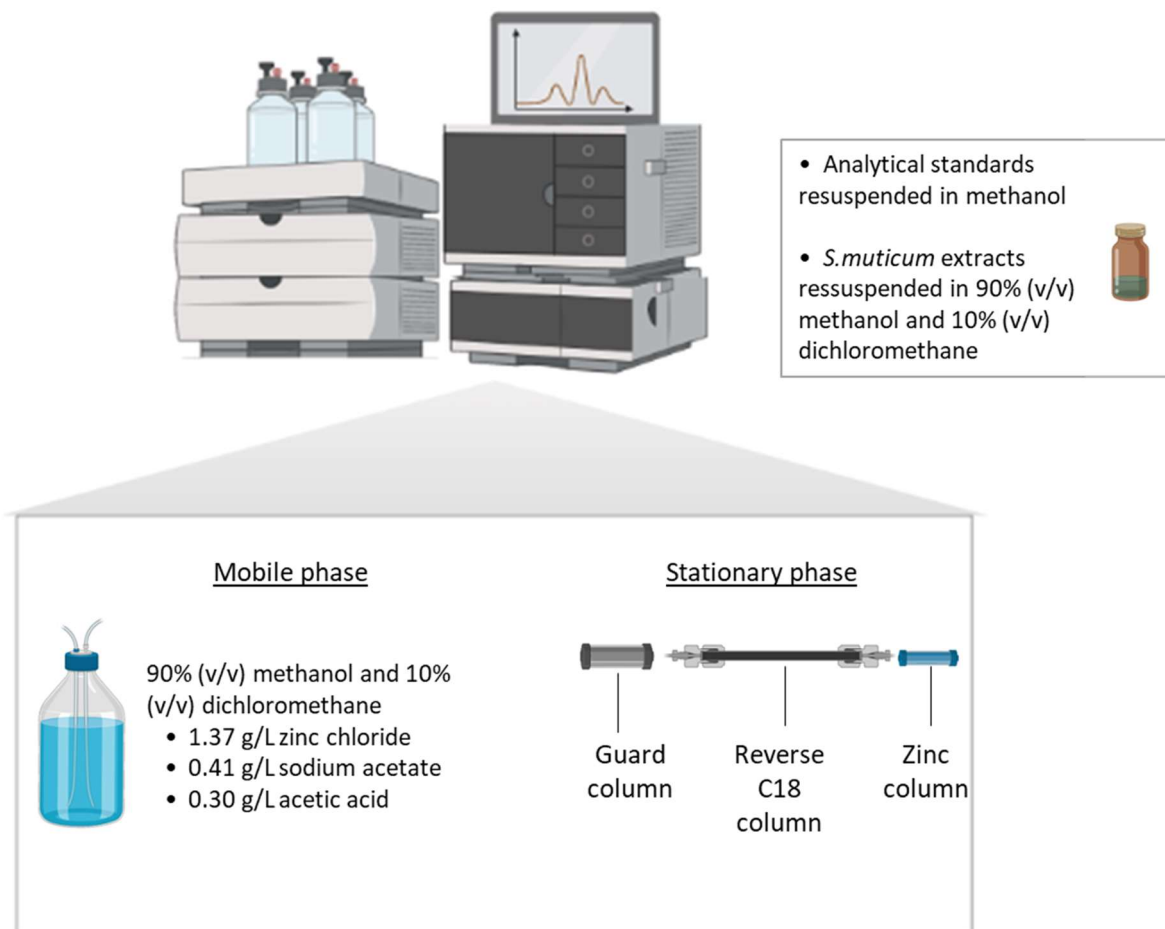 • Analytical standards
resuspended in methanol
• S.muticum extracts
ressuspended in 90% (v/v)
methanol and 10% (v/v)
dichloromethane
Mobile phase
90% (v/v) methanol and 10%
(v/v) dichloromethane
• 1.37 g/L zinc chloride
• 0.41 g/L sodium acetate
• 0.30 g/L acetic acid
Stationary phase
Guard
column
Reverse
C18
column
Zinc
column